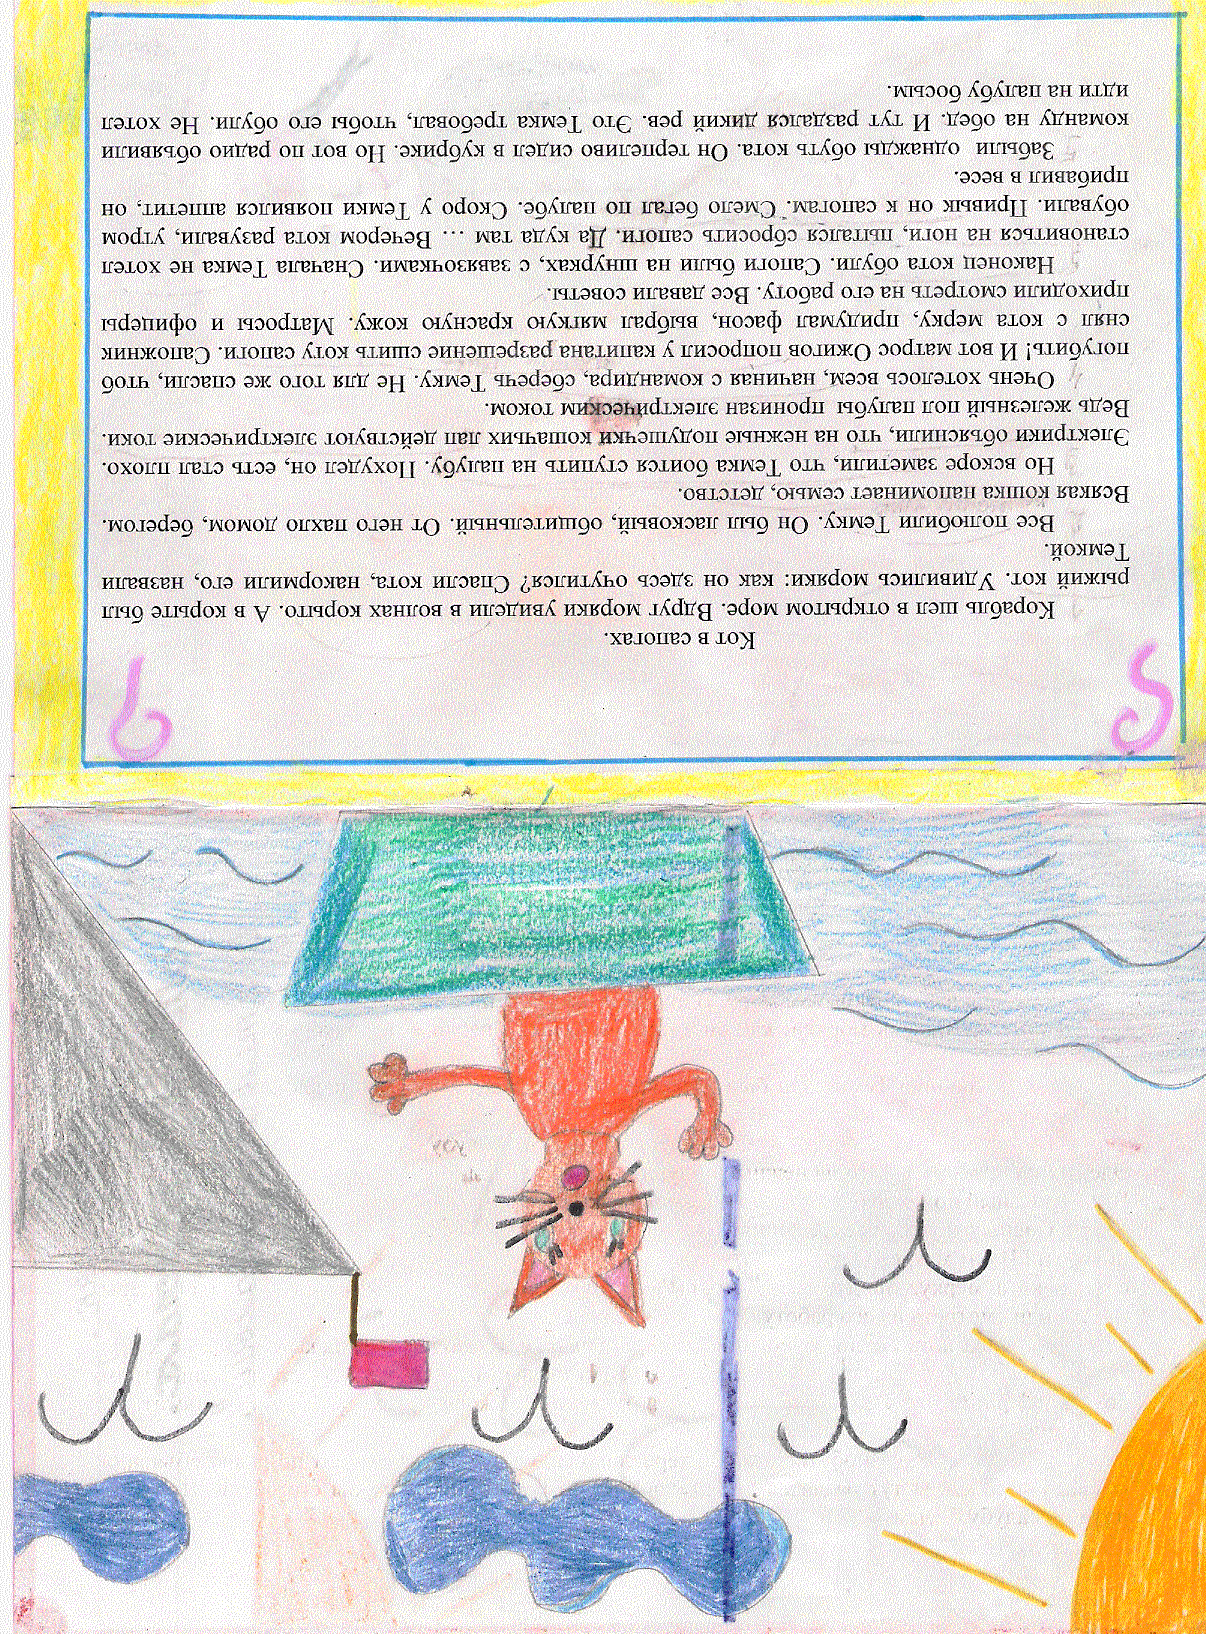 Кот в сапогах.
Корабль шел в открытом море. Вдруг моряки увидели в волнах корыто. А в корыте был
рыжий кот. Удивились моряки: как он здесь очутился? Спасли кота, накормили его, назвали
Темкой.
Все полюбили Темку. Он был ласковый, общительный. От него пахло домом, берегом.
Всякая кошка напоминает семью, детство.
Но вскоре заметили, что Темка боится ступить на палубу. Похудел он, есть стал плохо.
Электрики объяснили, что на нежные подушечки кошачьих лап действуют электрические токи.
Ведь железный пол палубы пронизан электрическим током.
Очень хотелось всем, начиная с командира, сберечь Темку. Не для того же спасли, чтоб
погубить! И вот матрос Ожигов попросил у капитана разрешение сшить коту сапоги. Сапожник
снял с кота мерку, придумал фасон, выбрал мягкую красную кожу. Матросы и офицеры
приходили смотреть на его работу. Все давали советы.
Наконец кота обули. Сапоги были на шнурках, с завязочками. Сначала Темка не хотел
становиться на ноги, пытался сбросить сапоги. Да куда там … Вечером кота разували, утром
обували. Привык он к сапогам. Смело бегал по палубе. Скоро у Темки появился аппетит, он
прибавил в весе.
Забыли однажды обуть кота. Он терпеливо сидел в кубрике. Но вот по радио объявили
команду на обед. И тут раздался дикий рев. Это Темка требовал, чтобы его обули. Не хотел
идти на палубу босым.